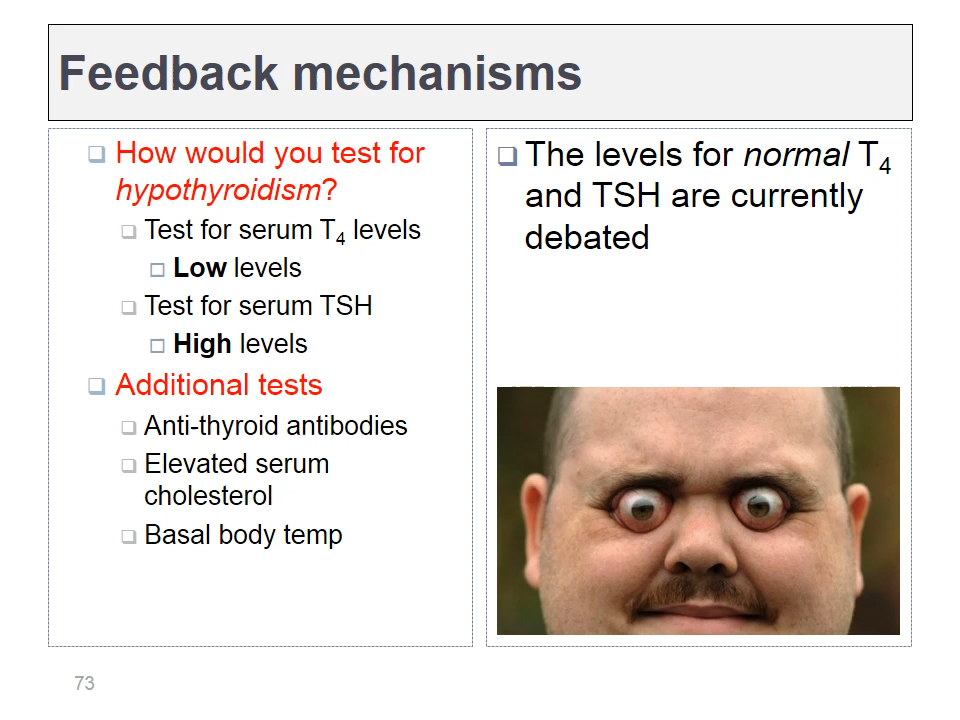 Feedback mechanisms
How would you test for
hypothyroidism?
Test for serum T4 levels
Low levels
Test for serum TSH
High levels
Additional tests
Anti-thyroid antibodies
Elevated serum
cholesterol
Basal body temp
The levels for normal T4
and TSH are currently
debated
73